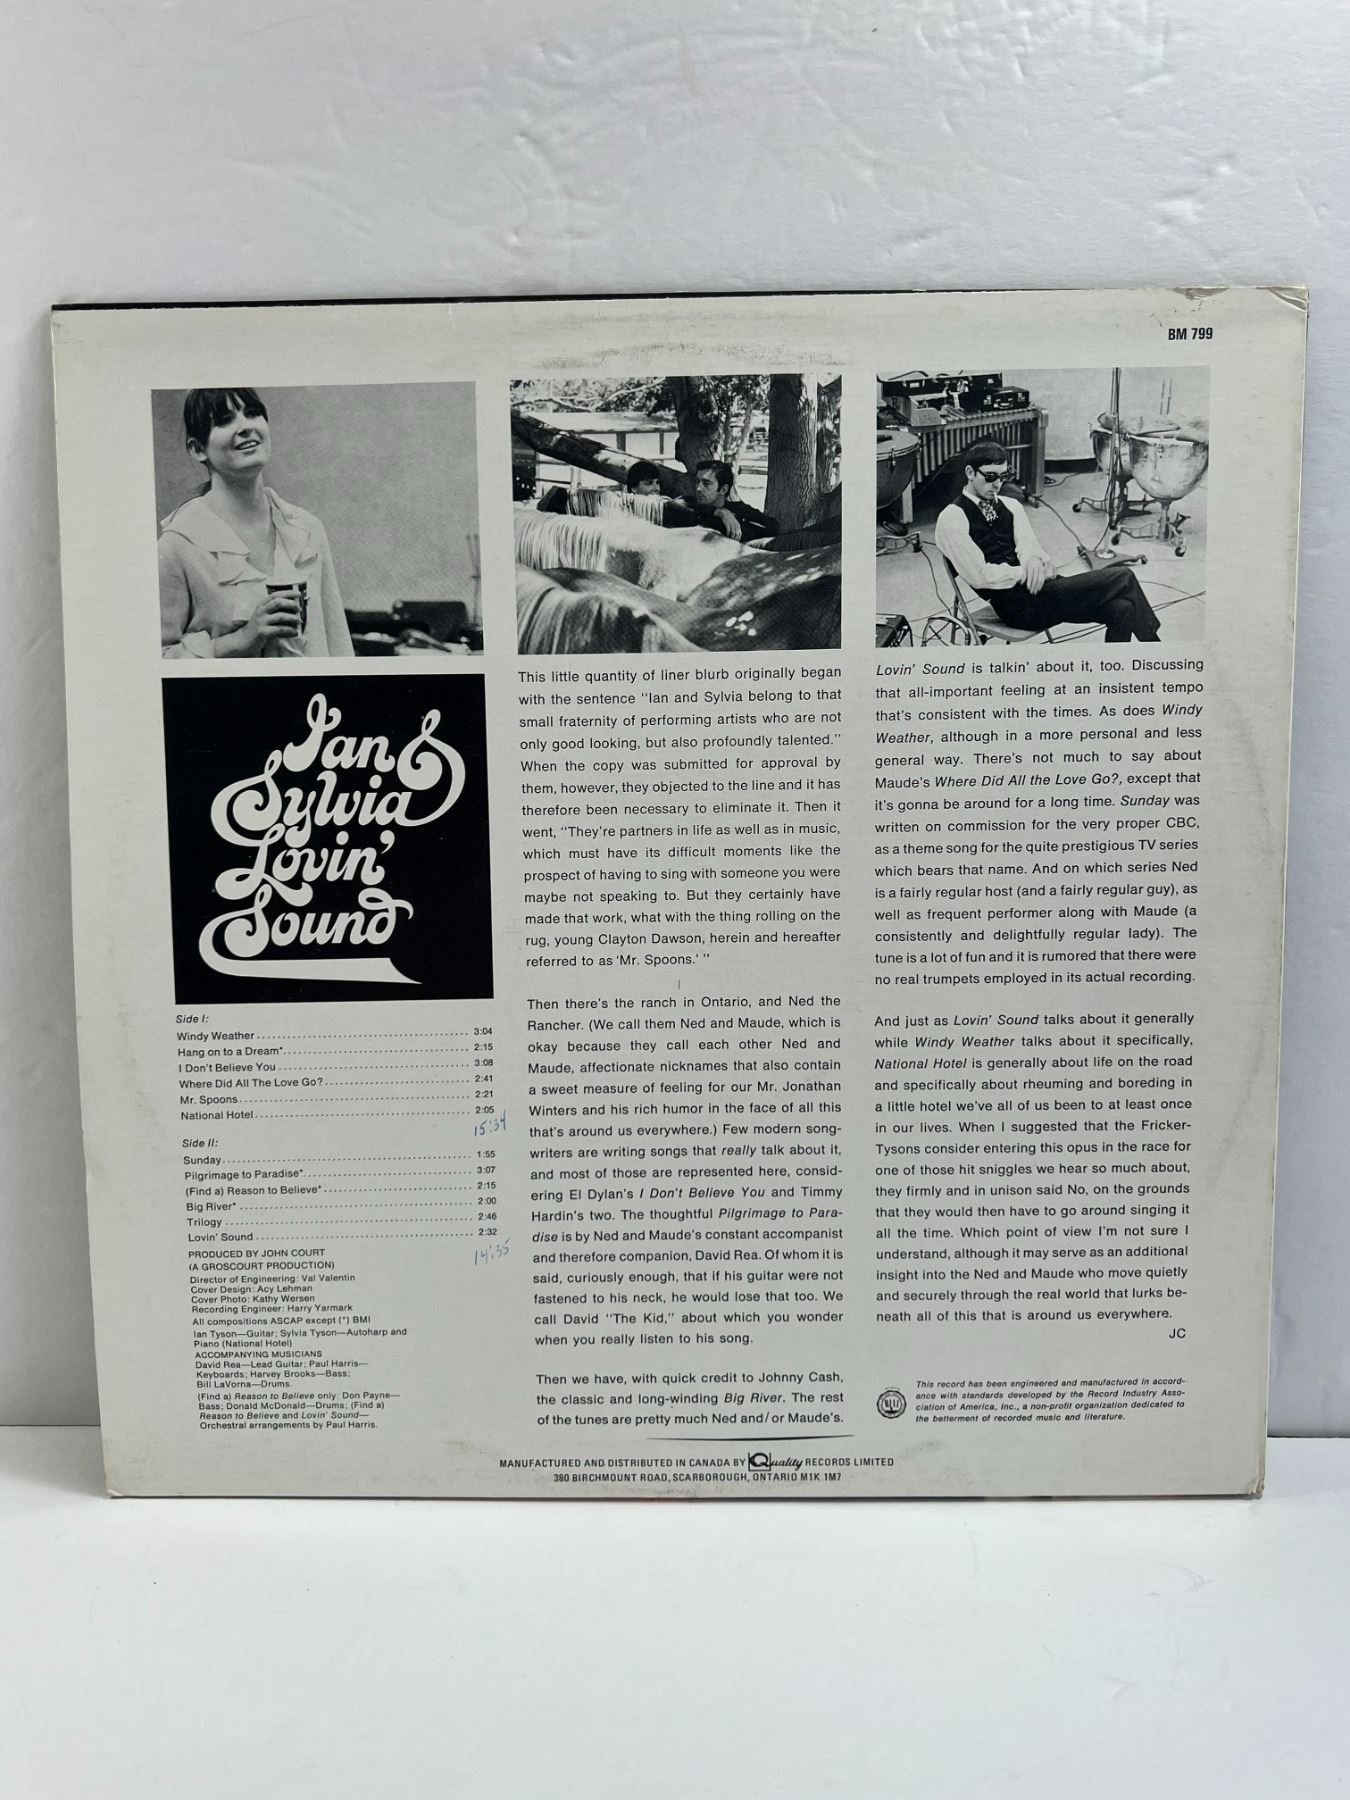 BM 799
Ian &
Sylvia
Lovin'
Sound
Side I:
Windy Weather 3:04
Hang on to a Dream* 2:15
I Don't Believe You 3:08
Where Did All The Love Go? 2:41
Mr. Spoons 2:21
National Hotel 2:05
15:34
Side II:
Sunday 1:55
Pilgrimage to Paradise* 3:07
(Find a) Reason to Believe* 2:15
Big River* 2:00
Trilogy 2:46
Lovin' Sound 2:32
14:35
PRODUCED BY JOHN COURT
(A GROSCOURT PRODUCTION)
Director of Engineering: Val Valentin
Cover Design: Acy Lehman
Cover Photo: Kathy Wersen
Recording Engineer: Harry Yarmark
All compositions ASCAP except (*) BMI
Ian Tyson—Guitar; Sylvia Tyson—Autoharp and
Piano (National Hotel)
ACCOMPANYING MUSICIANS
David Rea—Lead Guitar; Paul Harris—
Keyboards; Harvey Brooks—Bass;
Bill LaVorna—Drums.
(Find a) Reason to Believe only: Don Payne—
Bass; Donald McDonald—Drums; (Find a)
Reason to Believe and Lovin' Sound—
Orchestral arrangements by Paul Harris.
This little quantity of liner blurb originally began
with the sentence "Ian and Sylvia belong to that
small fraternity of performing artists who are not
only good looking, but also profoundly talented."
When the copy was submitted for approval by
them, however, they objected to the line and it has
therefore been necessary to eliminate it. Then it
went, "They're partners in life as well as in music,
which must have its difficult moments like the
prospect of having to sing with someone you were
maybe not speaking to. But they certainly have
made that work, what with the thing rolling on the
rug, young Clayton Dawson, herein and hereafter
referred to as 'Mr. Spoons.' "
Then there's the ranch in Ontario, and Ned the
Rancher. (We call them Ned and Maude, which is
okay because they call each other Ned and
Maude, affectionate nicknames that also contain
a sweet measure of feeling for our Mr. Jonathan
Winters and his rich humor in the face of all this
that's around us everywhere.) Few modern song-
writers are writing songs that really talk about it,
and most of those are represented here, consid-
ering El Dylan's I Don't Believe You and Timmy
Hardin's two. The thoughtful Pilgrimage to Para-
dise is by Ned and Maude's constant accompanist
and therefore companion, David Rea. Of whom it is
said, curiously enough, that if his guitar were not
fastened to his neck, he would lose that too. We
call David "The Kid," about which you wonder
when you really listen to his song.
Then we have, with quick credit to Johnny Cash,
the classic and long-winding Big River. The rest
of the tunes are pretty much Ned and/or Maude's.
Lovin' Sound is talkin' about it, too. Discussing
that all-important feeling at an insistent tempo
that's consistent with the times. As does Windy
Weather, although in a more personal and less
general way. There's not much to say about
Maude's Where Did All the Love Go?, except that
it's gonna be around for a long time. Sunday was
written on commission for the very proper CBC,
as a theme song for the quite prestigious TV series
which bears that name. And on which series Ned
is a fairly regular host (and a fairly regular guy), as
well as frequent performer along with Maude (a
consistently and delightfully regular lady). The
tune is a lot of fun and it is rumored that there were
no real trumpets employed in its actual recording.
And just as Lovin' Sound talks about it generally
while Windy Weather talks about it specifically,
National Hotel is generally about life on the road
and specifically about rheuming and boreding in
a little hotel we've all of us been to at least once
in our lives. When I suggested that the Fricker-
Tysons consider entering this opus in the race for
one of those hit sniggles we hear so much about,
they firmly and in unison said No, on the grounds
that they would then have to go around singing it
all the time. Which point of view I'm not sure I
understand, although it may serve as an additional
insight into the Ned and Maude who move quietly
and securely through the real world that lurks be-
neath all of this that is around us everywhere.
JC
This record has been engineered and manufactured in accord-
ance with standards developed by the Record Industry Asso-
ciation of America, Inc., a non-profit organization dedicated to
the betterment of recorded music and literature.
MANUFACTURED AND DISTRIBUTED IN CANADA BY Quality RECORDS LIMITED
380 BIRCHMOUNT ROAD, SCARBOROUGH, ONTARIO M1K 1M7